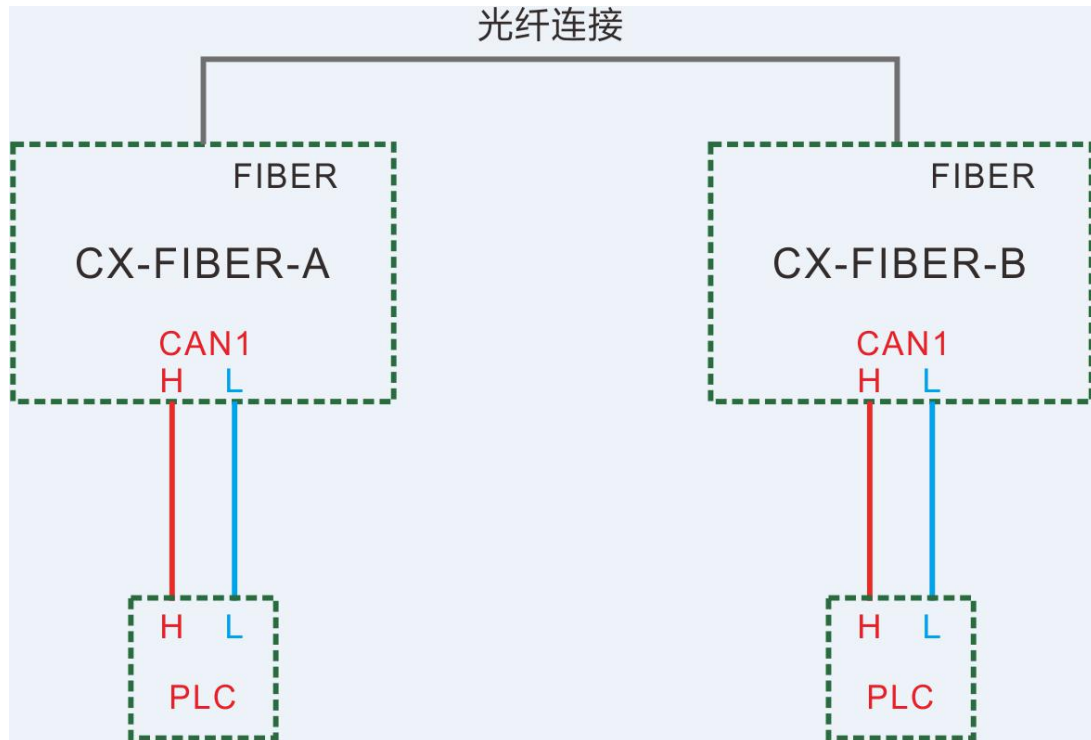 光纤连接
FIBER FIBER
CX-FIBER-A CX-FIBER-B
CAN1 CAN1
H L H L
H L H L
PLC PLC